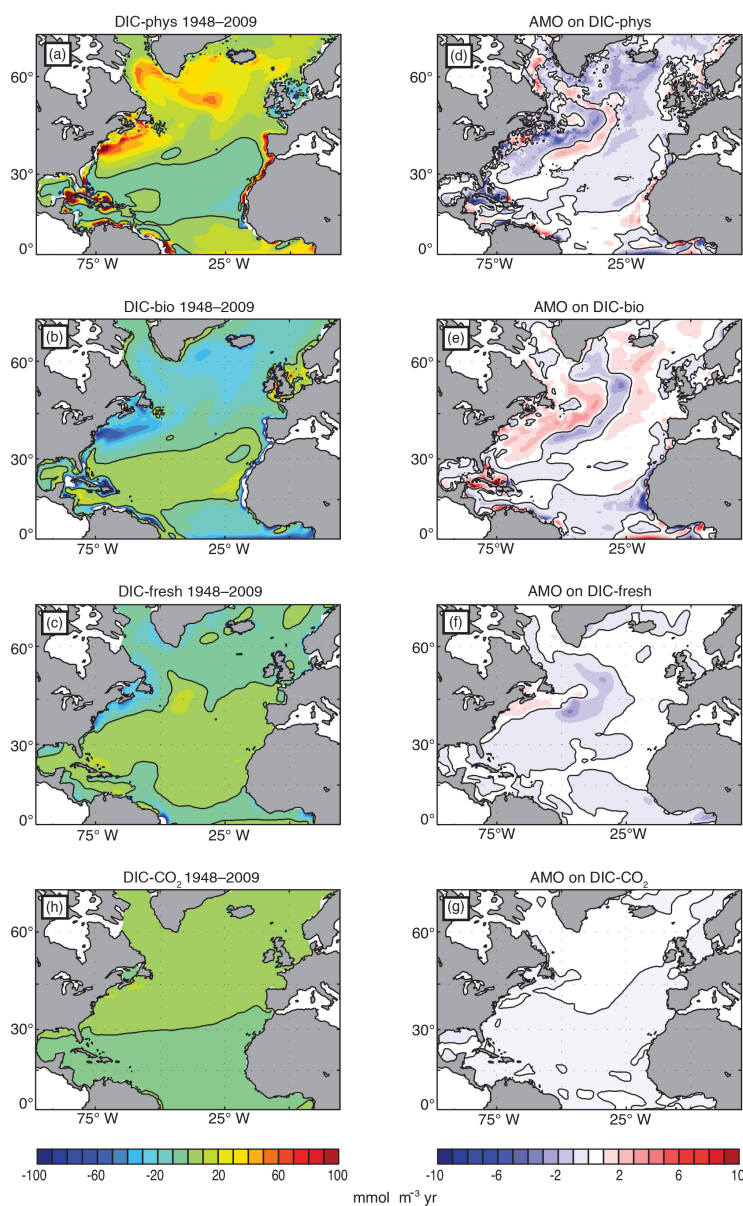 DIC-phys 1948–2009
AMO on DIC-phys
(a)
(d)
60°
30°
0°
75° W
25° W
60°
30°
0°
75° W
25° W
DIC-bio 1948–2009
AMO on DIC-bio
(b)
(e)
60°
30°
0°
75° W
25° W
60°
30°
0°
75° W
25° W
DIC-fresh 1948–2009
AMO on DIC-fresh
(c)
(f)
60°
30°
0°
75° W
25° W
60°
30°
0°
75° W
25° W
DIC-CO₂ 1948–2009
AMO on DIC-CO₂
(h)
(g)
60°
30°
0°
75° W
25° W
60°
30°
0°
75° W
25° W
-100 -60 -20 20 60 100
-10 -6 -2 2 6 10
mmol m⁻³ yr